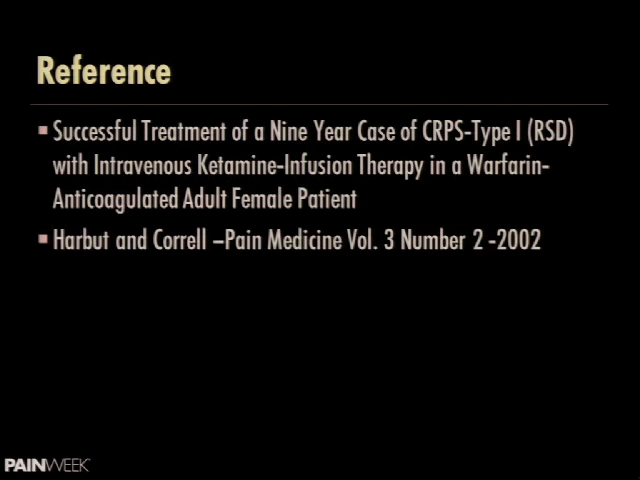 Reference
▪ Successful Treatment of a Nine Year Case of CRPS-Type I (RSD)
with Intravenous Ketamine-Infusion Therapy in a Warfarin-
Anticoagulated Adult Female Patient
▪ Harbut and Correll –Pain Medicine Vol. 3 Number 2 -2002
PAINWEEK